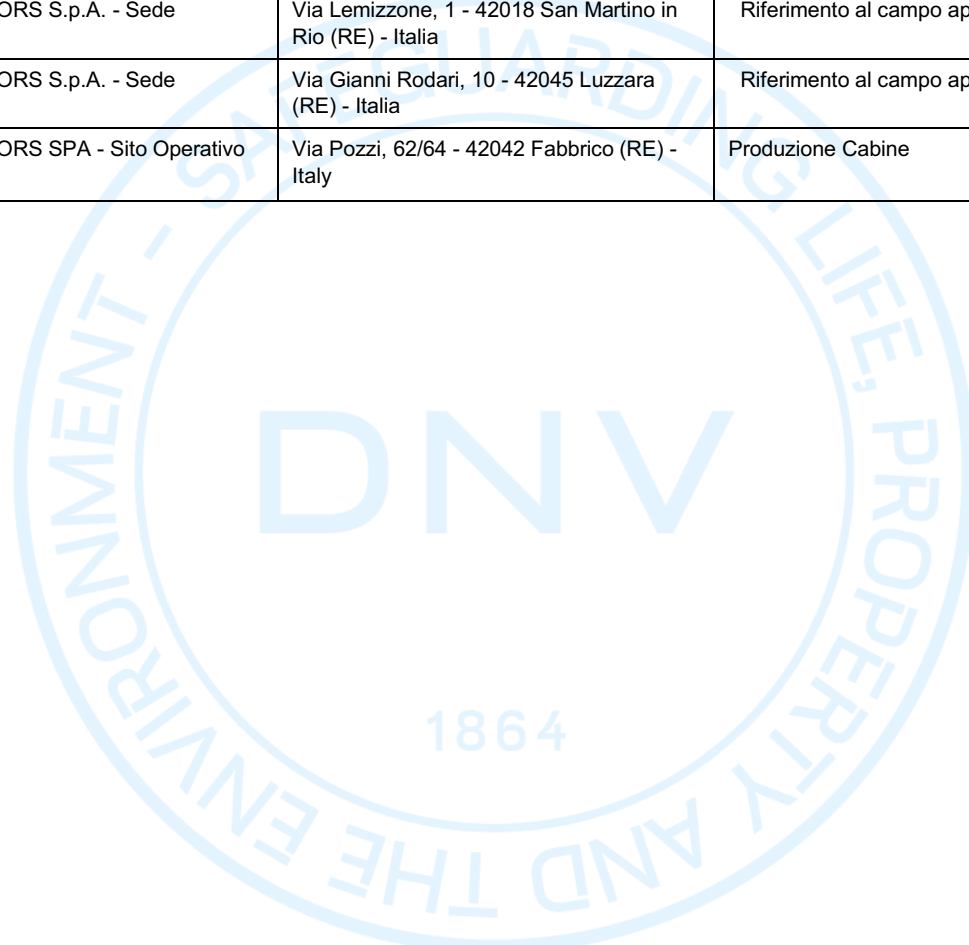 ORS S.p.A. - Sede
Via Lemizzone, 1 - 42018 San Martino in
Rio (RE) - Italia
Riferimento al campo ap
ORS S.p.A. - Sede
Via Gianni Rodari, 10 - 42045 Luzzara
(RE) - Italia
Riferimento al campo ap
ORS SPA - Sito Operativo
Via Pozzi, 62/64 - 42042 Fabbrico (RE) -
Italy
Produzione Cabine
SAFEGUARDING LIFE, PROPERTY AND THE ENVIRONMENT -
DNV
1864